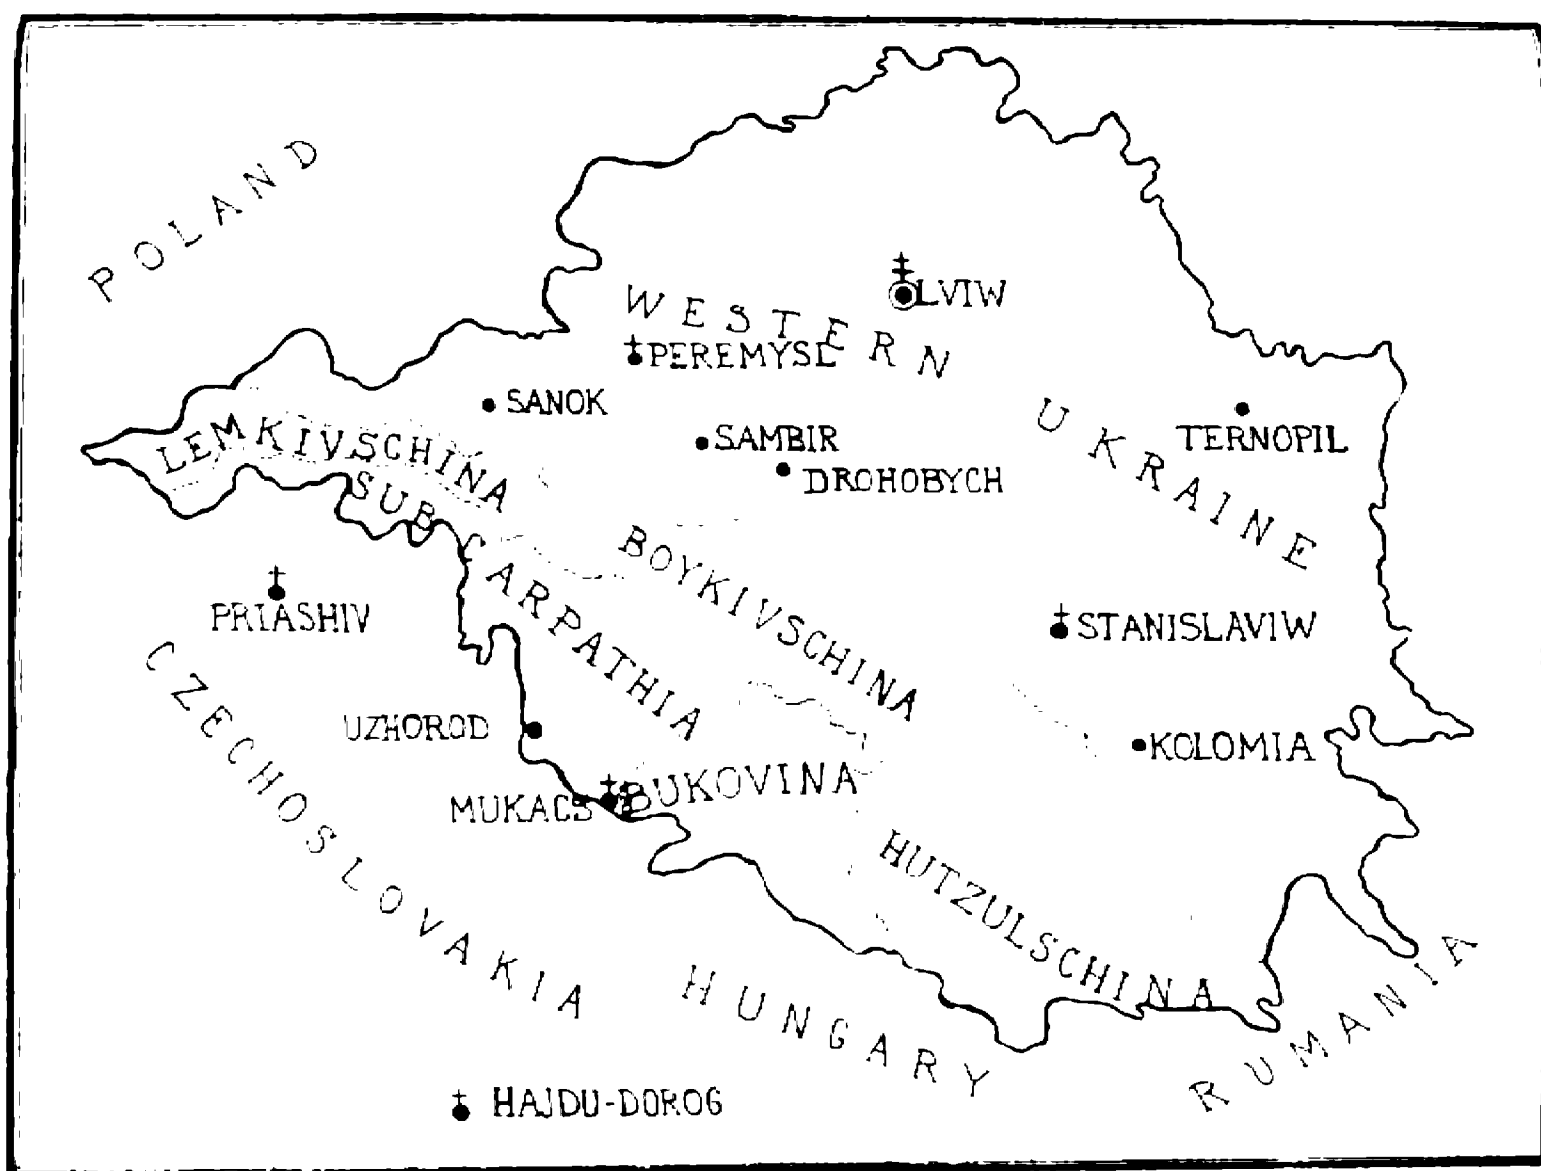 POLAND
LVIW
WESTERN UKRAINE
PEREMYSL
SANOK
TERNOPIL
LEMKIVSCHINA
SAMBIR
DROHOBYCH
SUB CARPATHIA
BOYKIVSCHINA
PRIASHIV
STANISLAVIW
CZECHOSLOVAKIA
UZHOROD
KOLOMIA
BUKOVINA
MUKACS
HUTZULSCHINA
HUNGARY
RUMANIA
HAJDU-DOROG